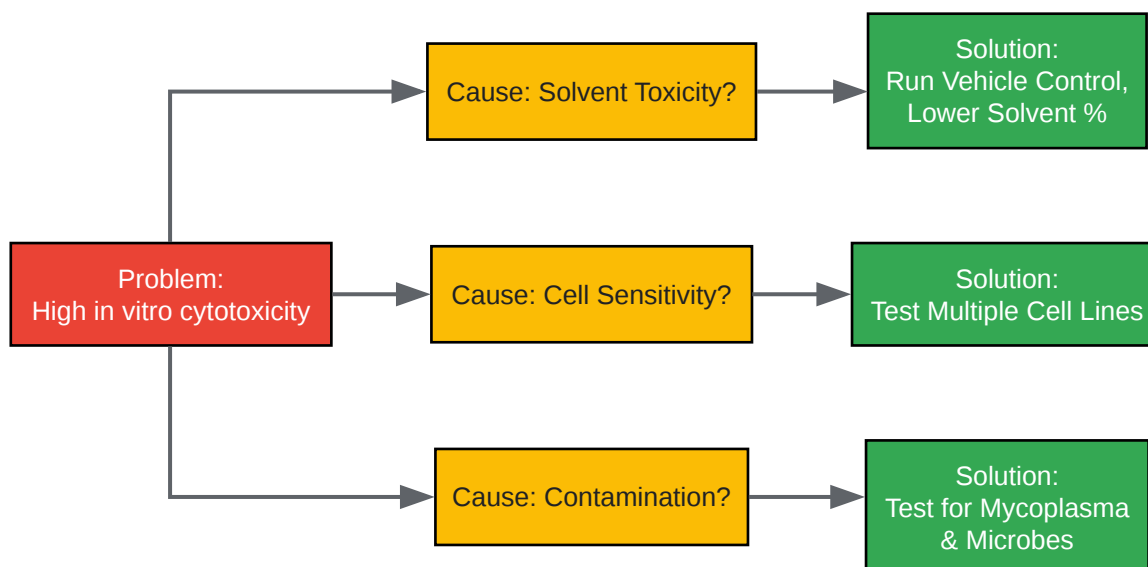 Problem:
High in vitro cytotoxicity
Cause: Solvent Toxicity?
Solution:
Run Vehicle Control,
Lower Solvent %
Cause: Cell Sensitivity?
Solution:
Test Multiple Cell Lines
Cause: Contamination?
Solution:
Test for Mycoplasma
& Microbes